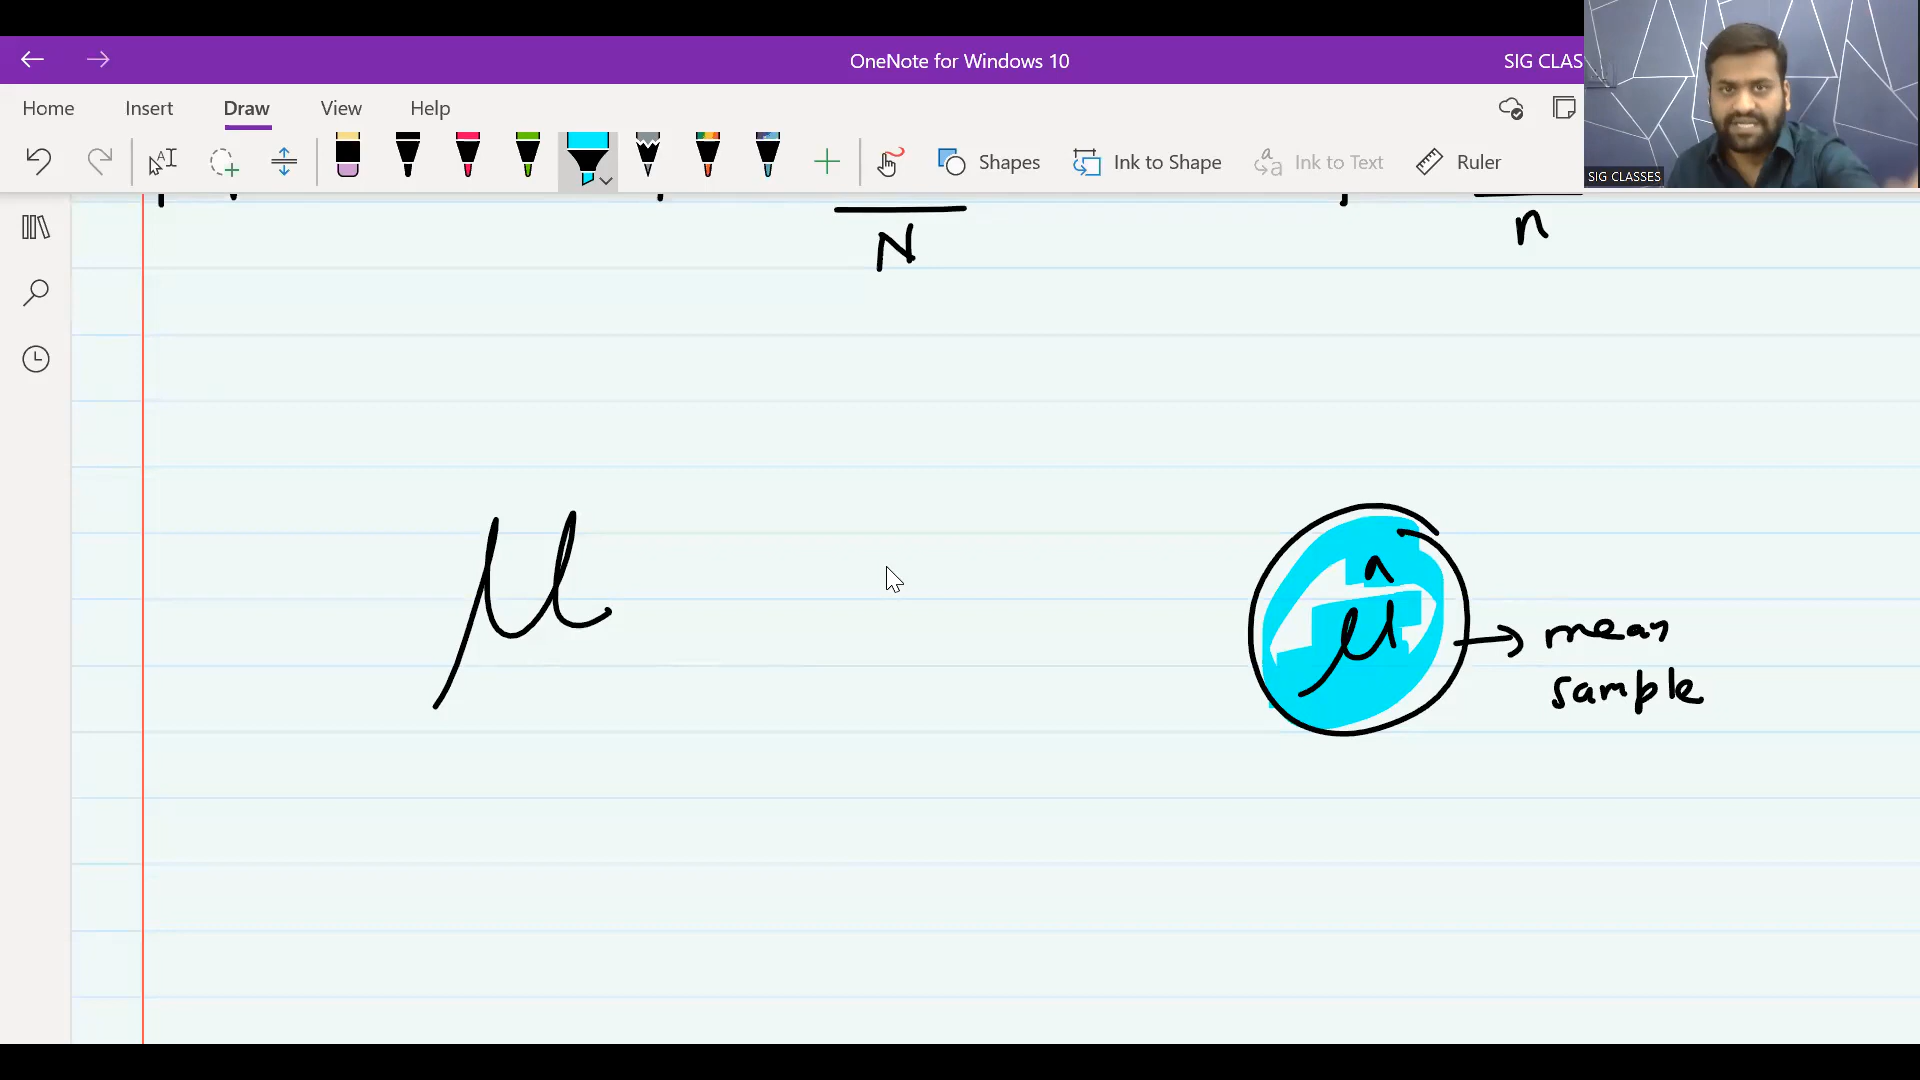 OneNote for Windows 10
SIG CLAS
Home Insert Draw View Help
Shapes Ink to Shape Ink to Text Ruler
SIG CLASSES
N
n
μ
μ̂ → mean
sample